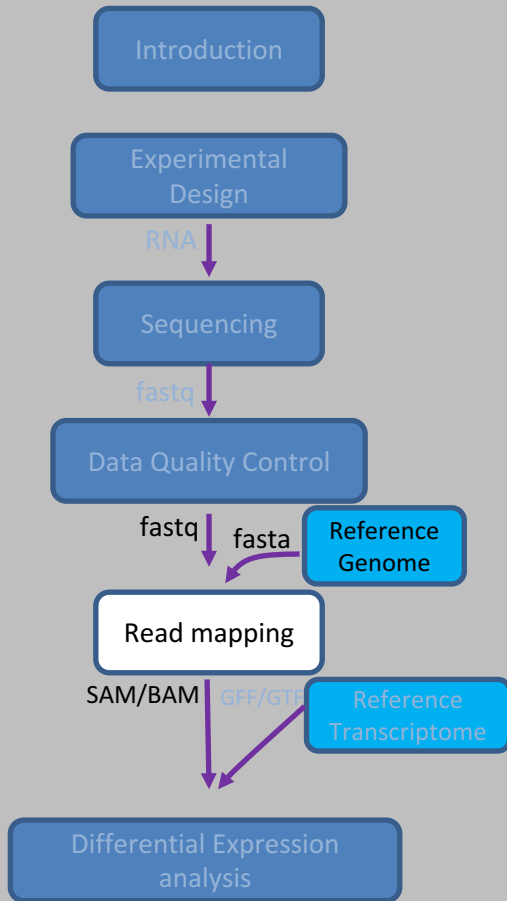 Introduction
Experimental
Design
RNA
Sequencing
fastq
Data Quality Control
fastq
fasta
Reference
Genome
Read mapping
SAM/BAM
GFF/GTF
Reference
Transcriptome
Differential Expression
analysis